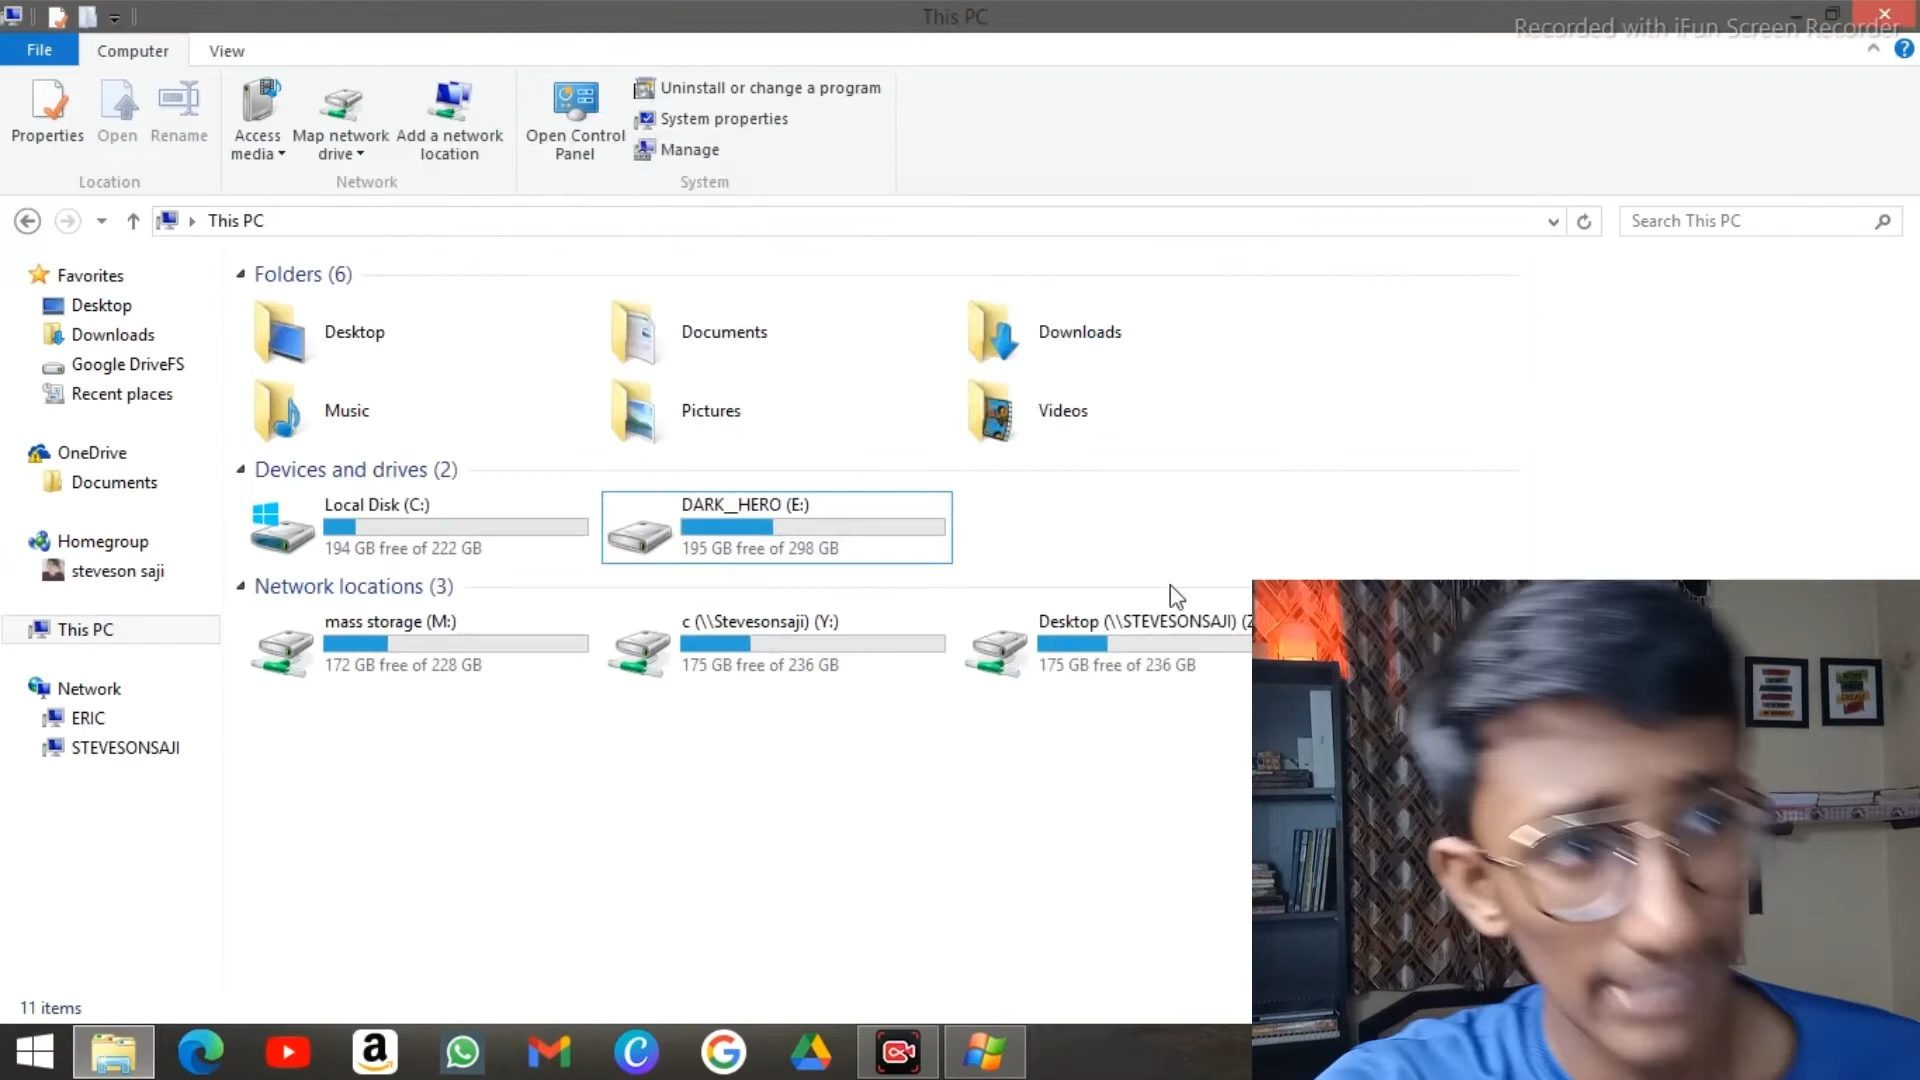 This PC
Recorded with iFun Screen Recorder
File
Computer
View
Properties
Open
Rename
Access media
Map network drive
Add a network location
Open Control Panel
Uninstall or change a program
System properties
Manage
Location
Network
System
This PC
Search This PC
Favorites
Desktop
Downloads
Google DriveFS
Recent places
OneDrive
Documents
Homegroup
steveson saji
This PC
Network
ERIC
STEVESONSAJI
Folders (6)
Desktop
Documents
Downloads
Music
Pictures
Videos
Devices and drives (2)
Local Disk (C:)
194 GB free of 222 GB
DARK__HERO (E:)
195 GB free of 298 GB
Network locations (3)
mass storage (M:)
172 GB free of 228 GB
c (\\Stevesonsaji) (Y:)
175 GB free of 236 GB
Desktop (\\STEVESONSAJI) (Z
175 GB free of 236 GB
11 items